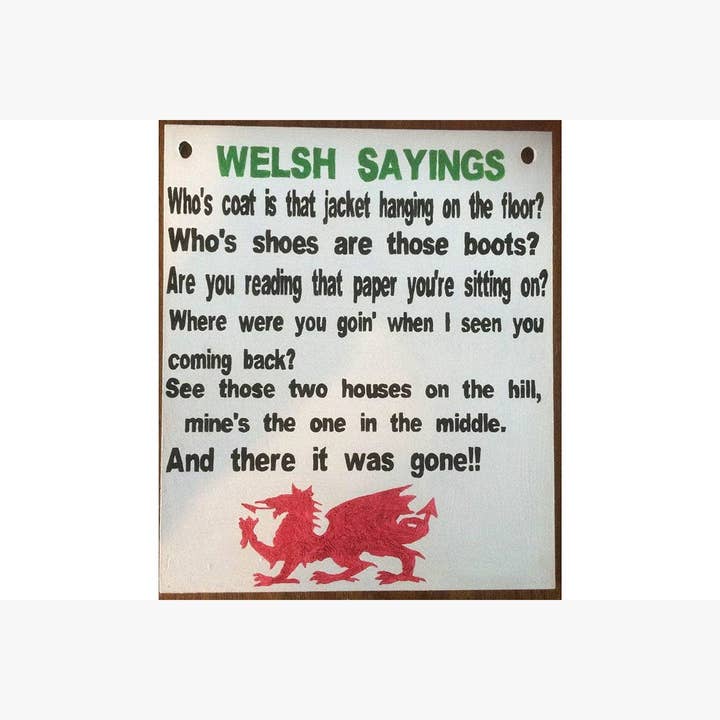 WELSH SAYINGS
Who's coat is that jacket hanging on the floor?
Who's shoes are those boots?
Are you reading that paper you're sitting on?
Where were you goin' when I seen you
coming back?
See those two houses on the hill,
mine's the one in the middle.
And there it was gone!!